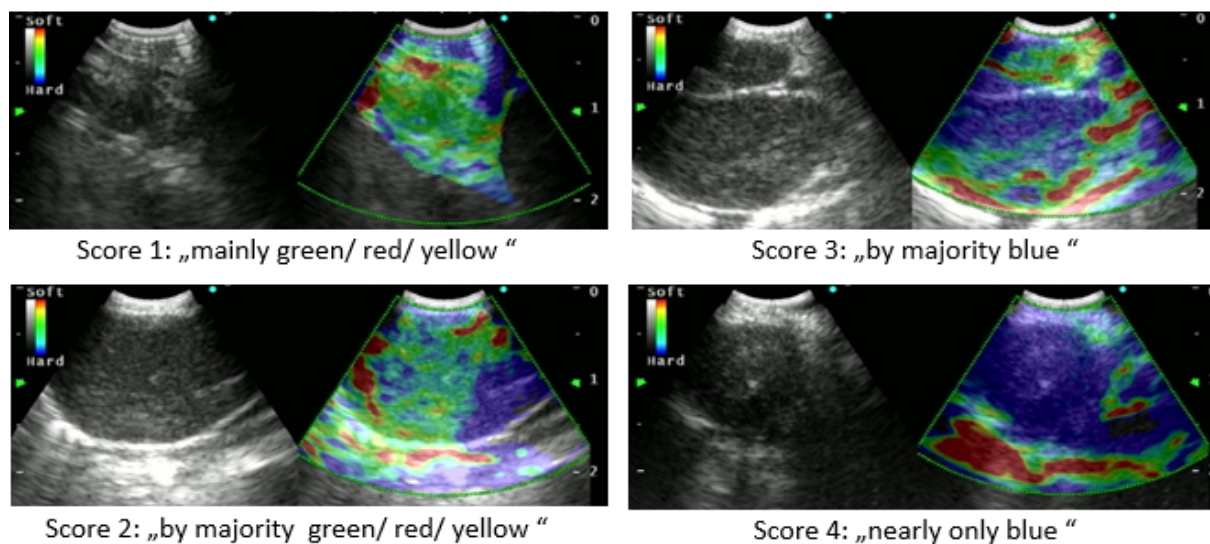 Soft
Hard
0
1
2
Score 1: „mainly green/ red/ yellow “
Soft
Hard
0
1
2
Score 3: „by majority blue “
Soft
Hard
0
1
2
Score 2: „by majority green/ red/ yellow “
Soft
Hard
0
1
2
Score 4: „nearly only blue “